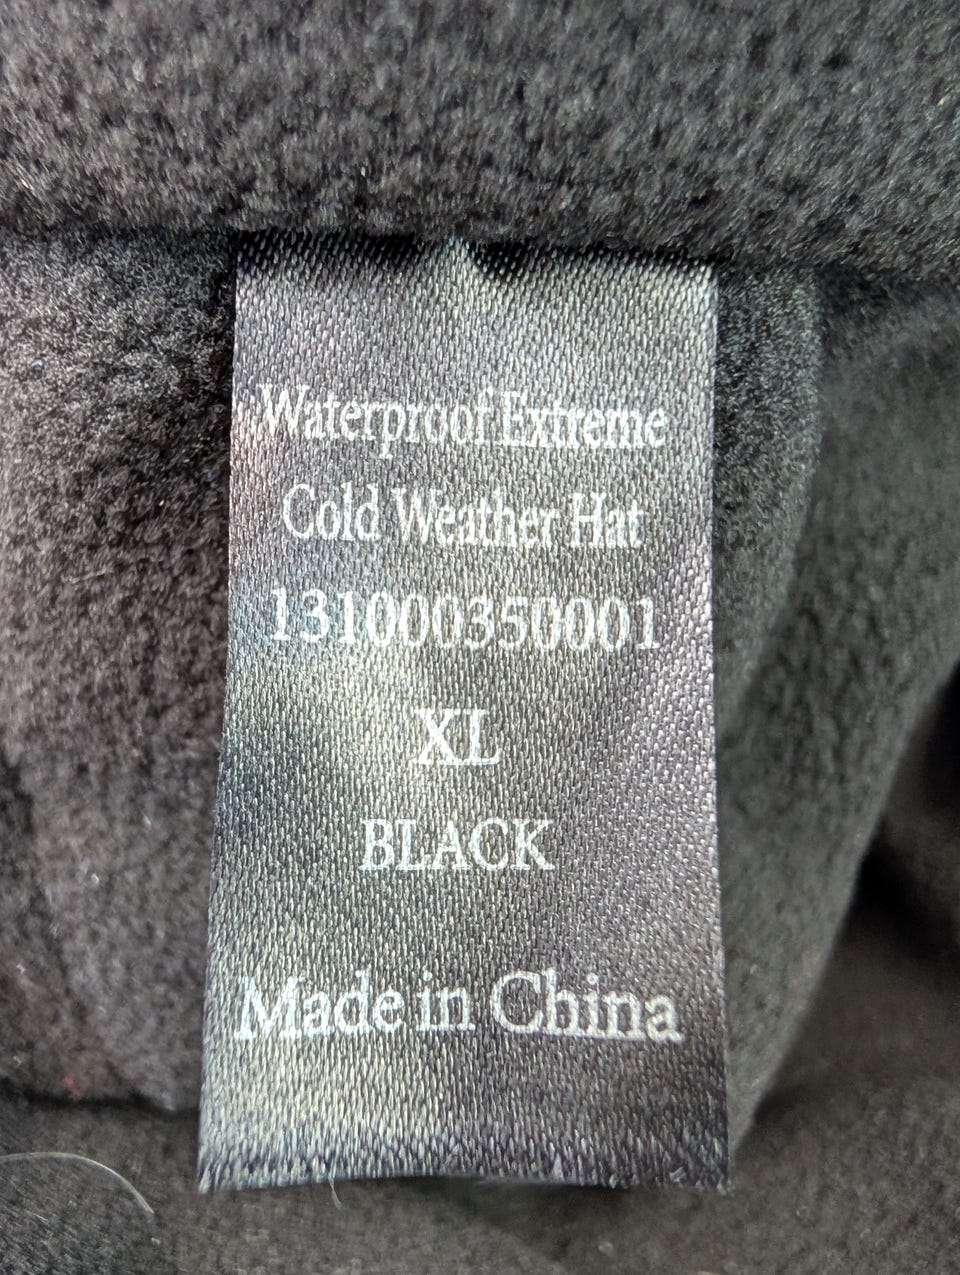 Waterproof Extreme
Cold Weather Hat
131000350001
XL
BLACK
Made in China